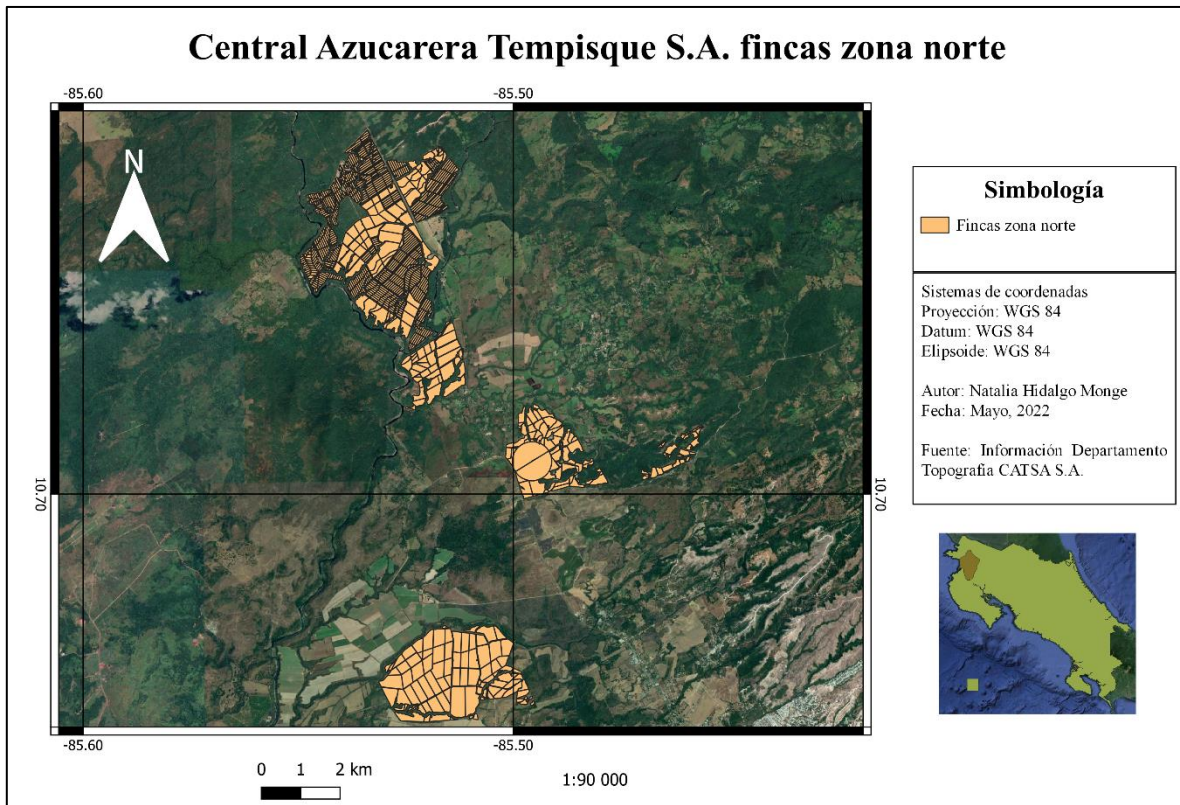 Central Azucarera Tempisque S.A. fincas zona norte
-85.60
-85.50
N
10.70
10.70
-85.60
-85.50
0 1 2 km
1:90 000
Simbología
Fincas zona norte
Sistemas de coordenadas
Proyección: WGS 84
Datum: WGS 84
Elipsoide: WGS 84
Autor: Natalia Hidalgo Monge
Fecha: Mayo, 2022
Fuente: Información Departamento
Topografía CATSA S.A.